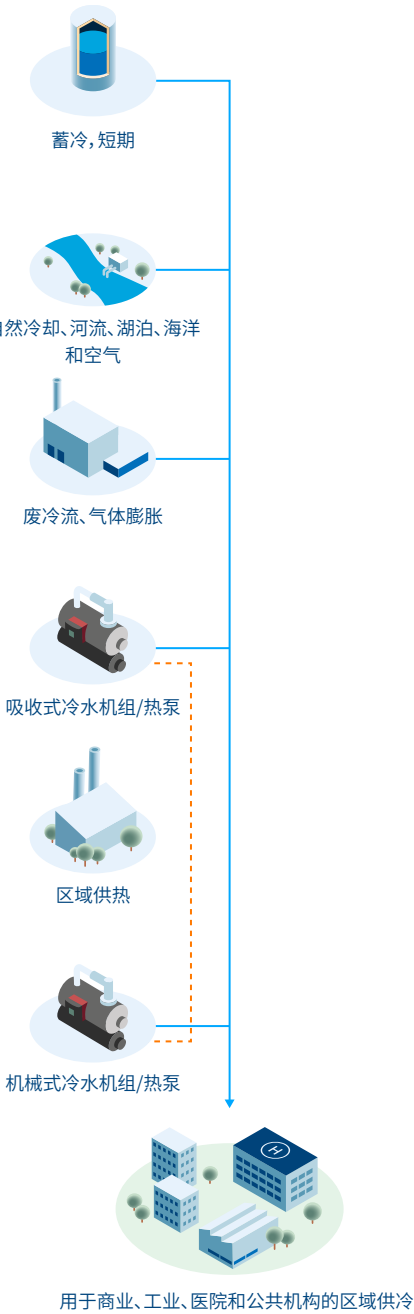 蓄冷,短期
然冷却、河流、湖泊、海洋
和空气
废冷流、气体膨胀
吸收式冷水机组/热泵
区域供热
机械式冷水机组/热泵
H
用于商业、工业、医院和公共机构的区域供冷